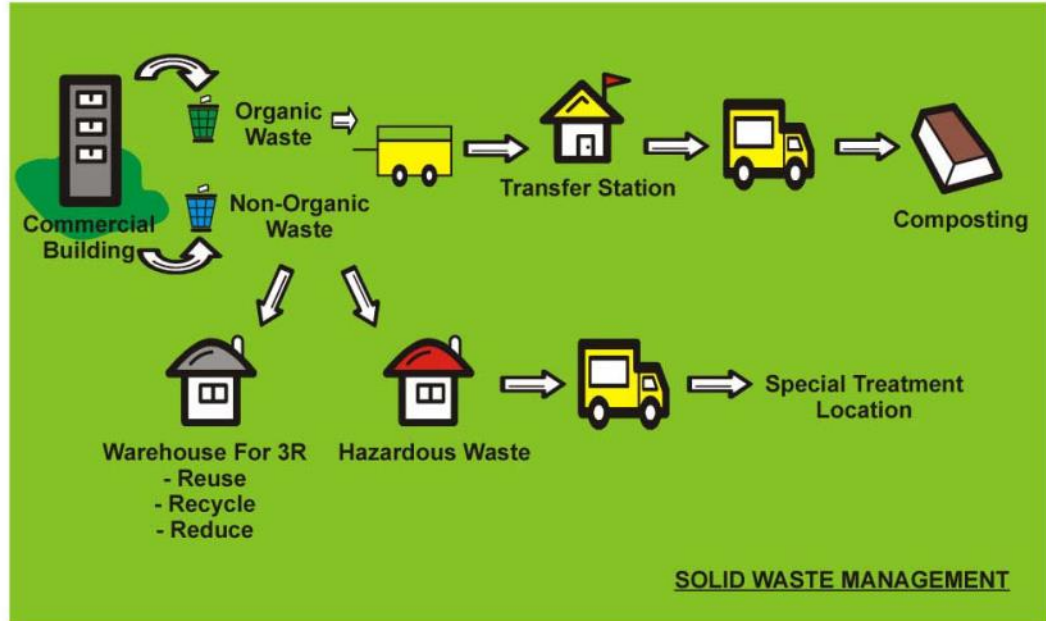 Organic
Waste
Transfer Station
Composting
Commercial
Building
Non-Organic
Waste
Warehouse For 3R
- Reuse
- Recycle
- Reduce
Hazardous Waste
Special Treatment
Location
SOLID WASTE MANAGEMENT